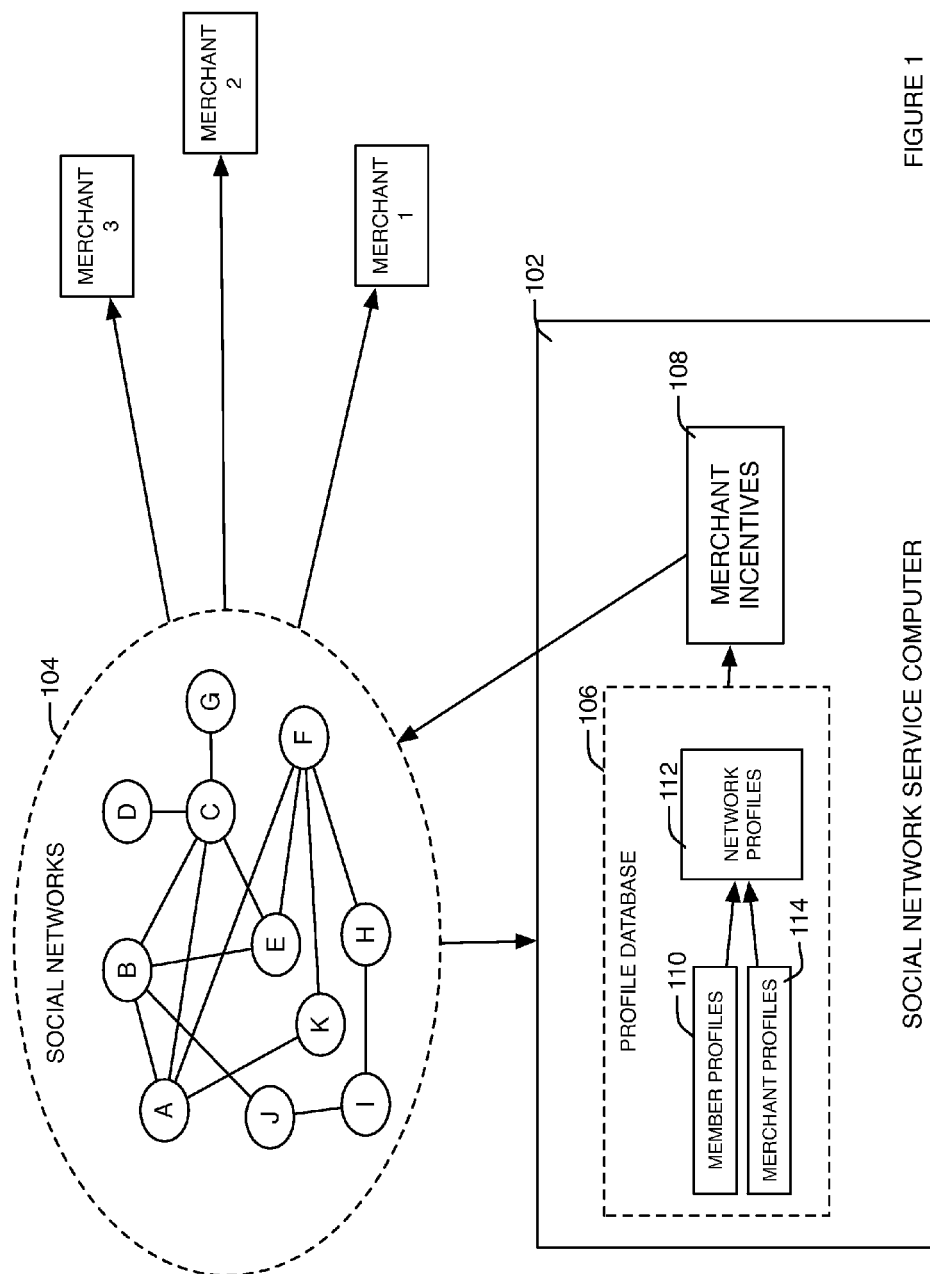 SOCIAL NETWORKS
104
A
B
C
D
G
E
F
J
K
I
H
MERCHANT
3
MERCHANT
2
MERCHANT
1
102
106
PROFILE DATABASE
110
MEMBER PROFILES
MERCHANT PROFILES
114
112
NETWORK
PROFILES
108
MERCHANT
INCENTIVES
SOCIAL NETWORK SERVICE COMPUTER
FIGURE 1